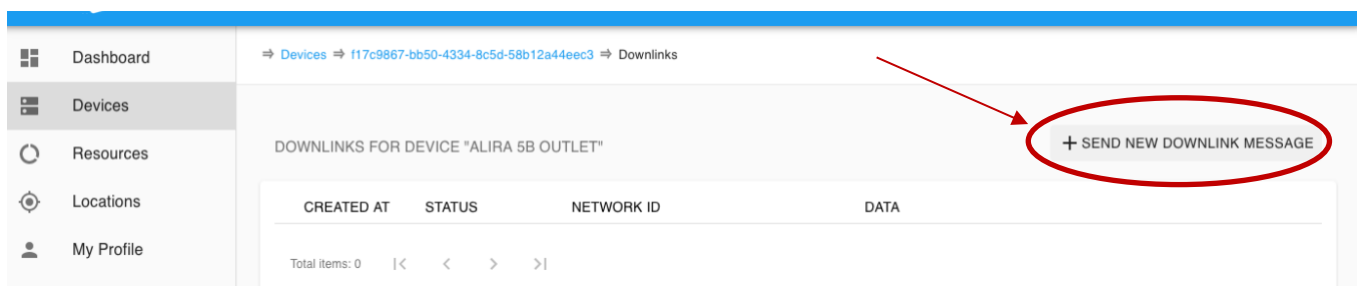 Dashboard
Devices
Resources
Locations
My Profile
⇒ Devices ⇒ f17c9867-bb50-4334-8c5d-58b12a44eec3 ⇒ Downlinks
DOWNLINKS FOR DEVICE "ALIRA 5B OUTLET"
+ SEND NEW DOWNLINK MESSAGE
CREATED AT STATUS NETWORK ID DATA
Total items: 0 |< < > >|